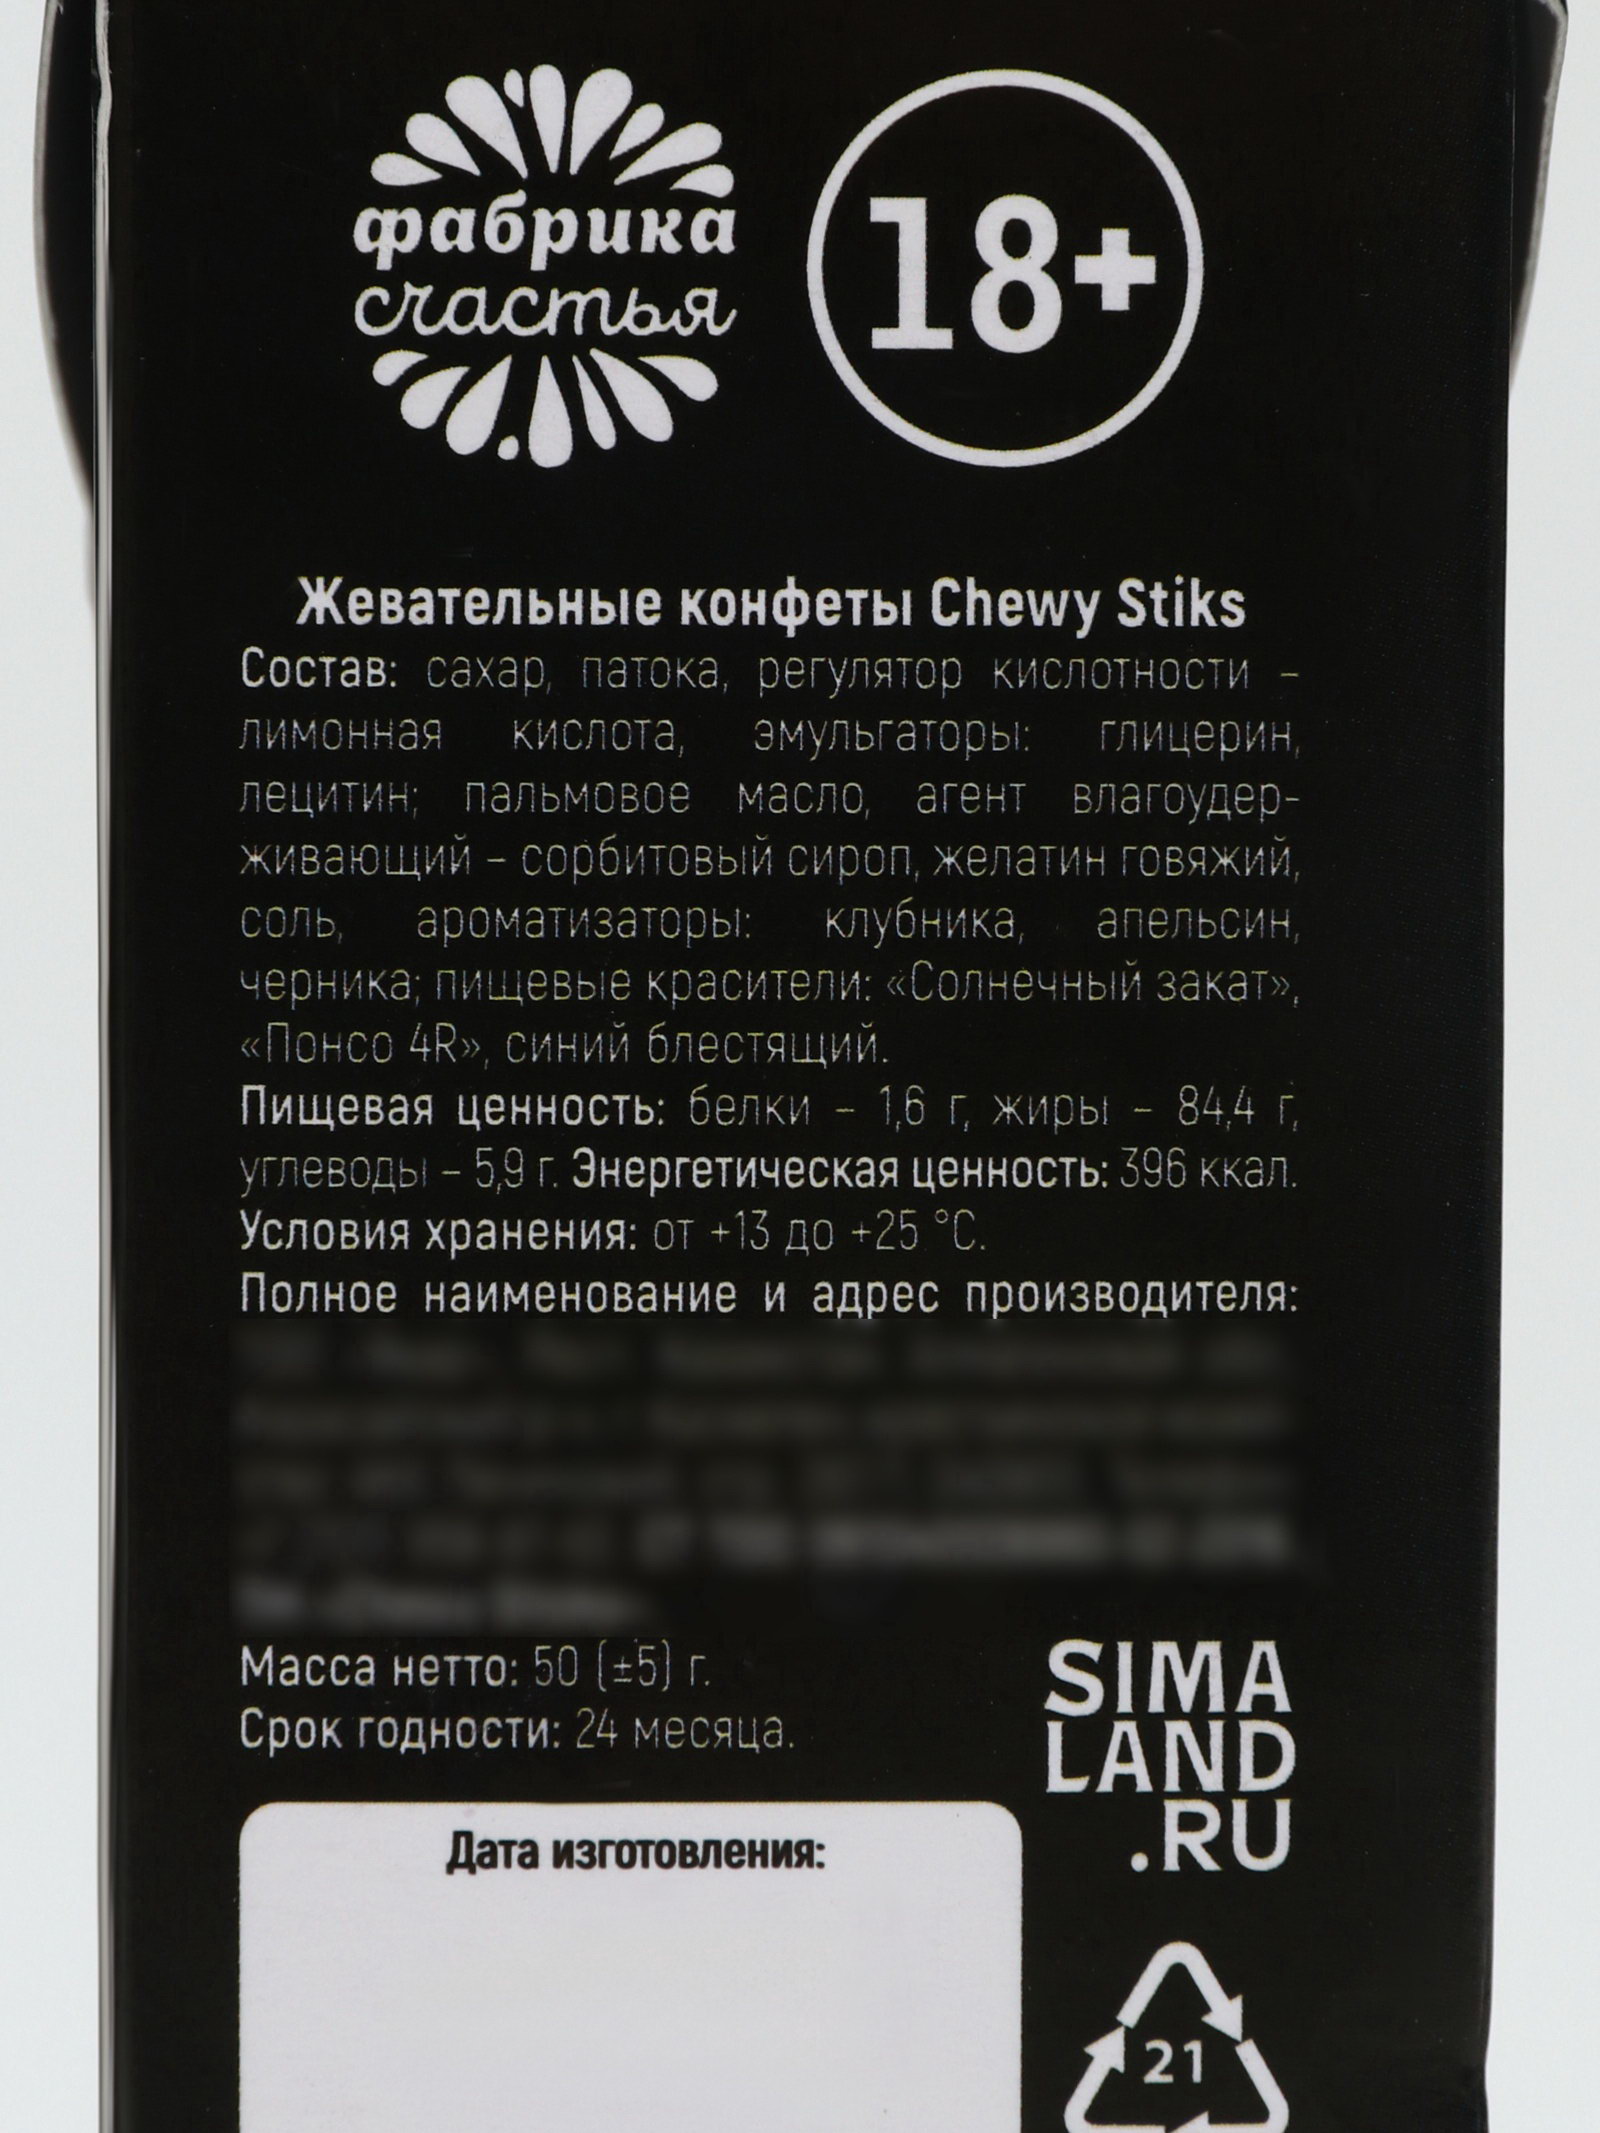 фабрика
счастья
18+
Жевательные конфеты Chewy Stiks
Состав: сахар, патока, регулятор кислотности –
лимонная кислота, эмульгаторы: глицерин,
лецитин; пальмовое масло, агент влагоудер-
живающий – сорбитовый сироп, желатин говяжий,
соль, ароматизаторы: клубника, апельсин,
черника; пищевые красители: «Солнечный закат»,
«Понсо 4R», синий блестящий.
Пищевая ценность: белки – 1,6 г, жиры – 84,4 г,
углеводы – 5,9 г. Энергетическая ценность: 396 ккал.
Условия хранения: от +13 до +25 °С.
Полное наименование и адрес производителя:
Масса нетто: 50 (±5) г.
Срок годности: 24 месяца.
SIMA
LAND
.RU
Дата изготовления:
21